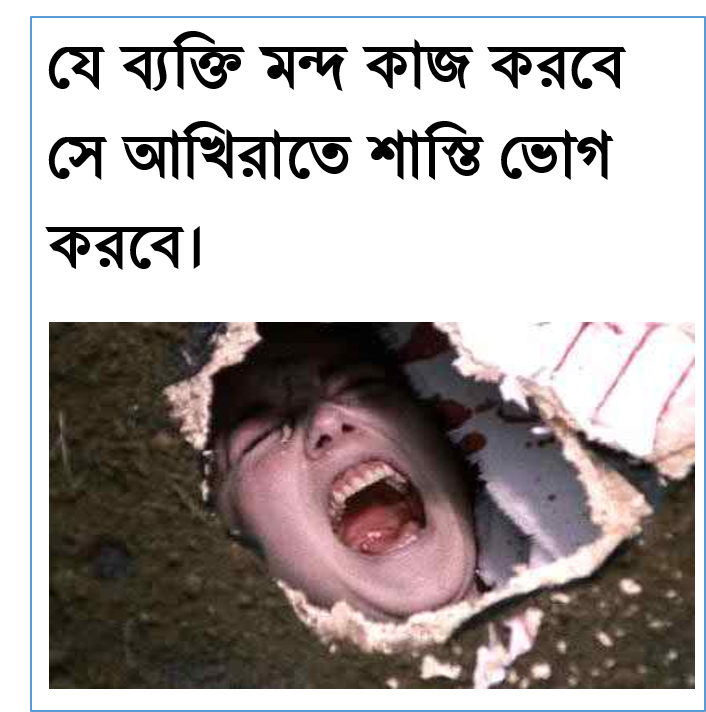 যে ব্যক্তি মন্দ কাজ করবে
সে আখিরাতে শাস্তি ভোগ
করবে।